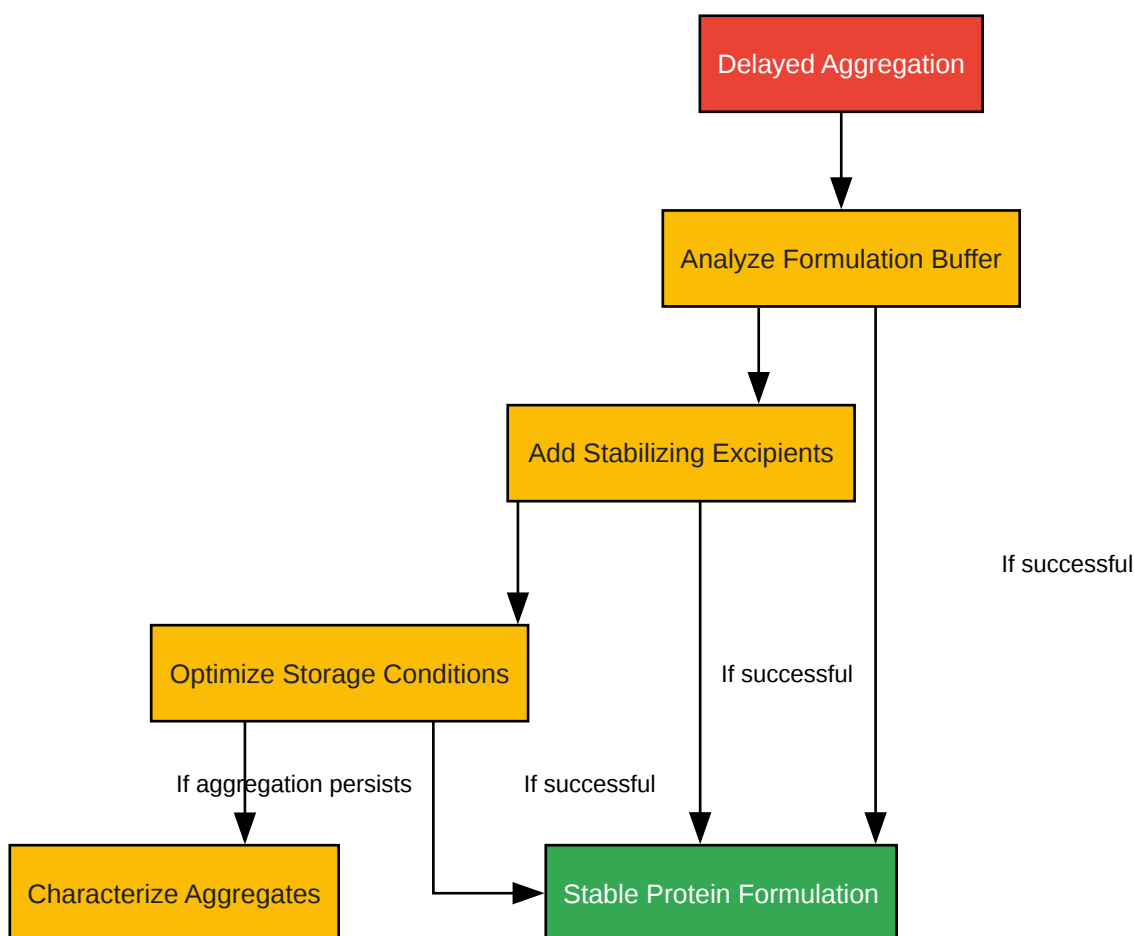 Delayed Aggregation
Analyze Formulation Buffer
Add Stabilizing Excipients
If successful
Optimize Storage Conditions
If successful
If aggregation persists
If successful
Characterize Aggregates
Stable Protein Formulation